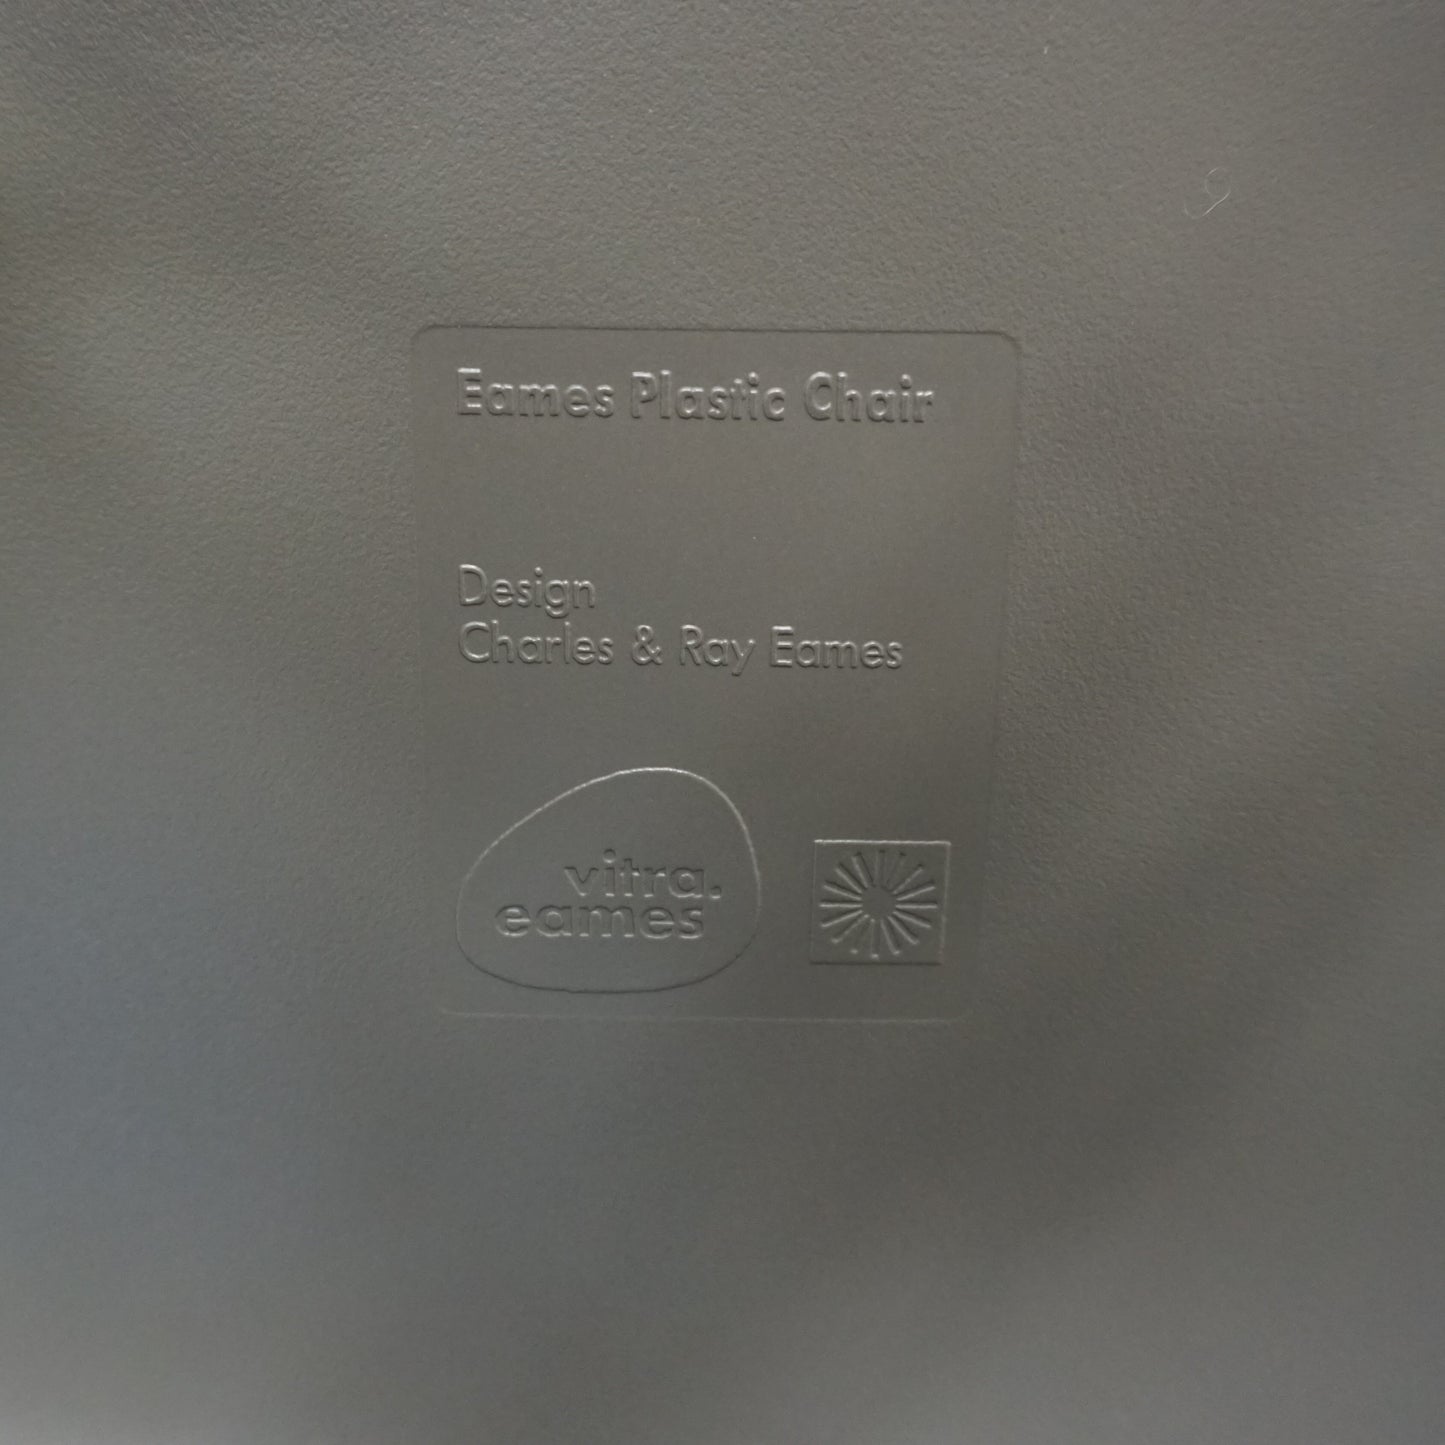 Eames Plastic Chair
Design
Charles & Ray Eames
vitra.
eames